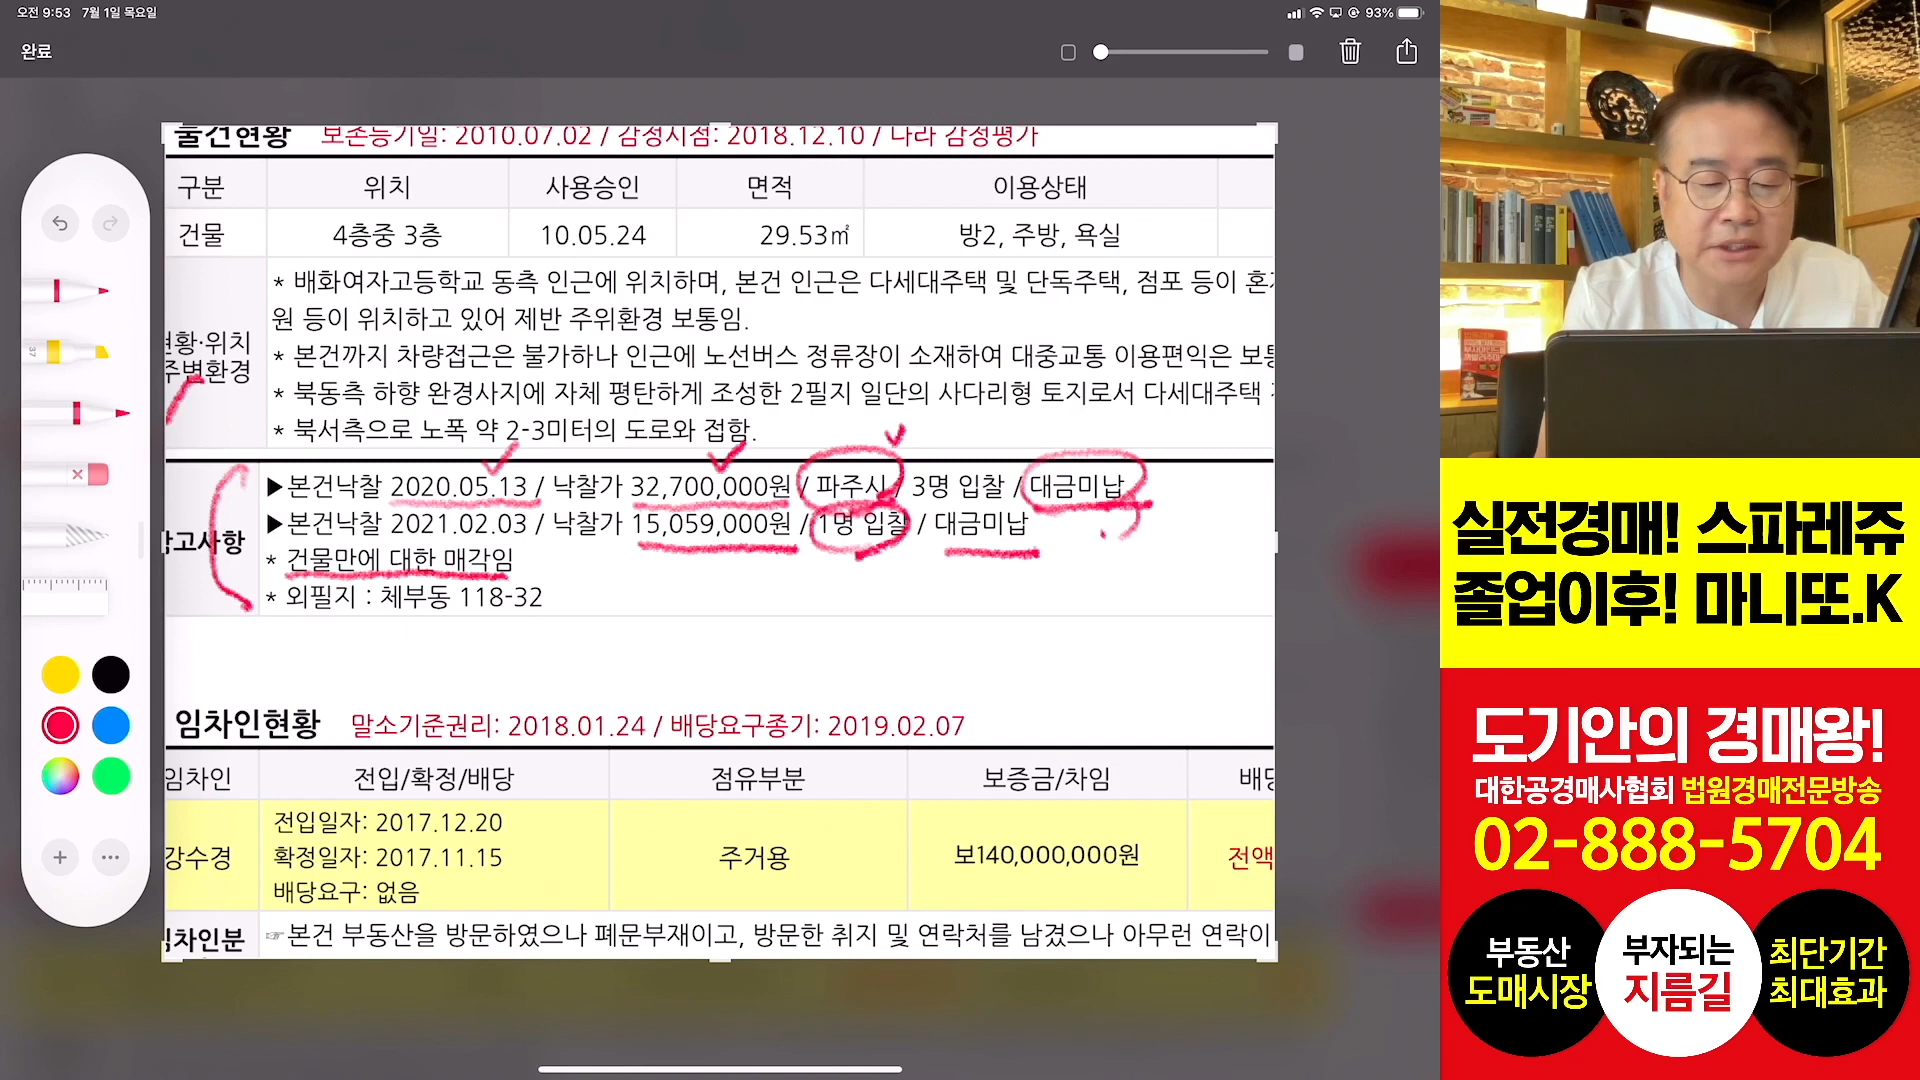 오전 9:53 7월 1일 목요일
93%
완료
물건현황 보존등기일: 2010.07.02 / 감정시점: 2018.12.10 / 나라 감정평가
구분 위치 사용승인 면적 이용상태
건물 4층중 3층 10.05.24 29.53㎡ 방2, 주방, 욕실
현황·위치
주변환경
* 배화여자고등학교 동측 인근에 위치하며, 본건 인근은 다세대주택 및 단독주택, 점포 등이 혼
원 등이 위치하고 있어 제반 주위환경 보통임.
* 본건까지 차량접근은 불가하나 인근에 노선버스 정류장이 소재하여 대중교통 이용편익은 보통
* 북동측 하향 완경사지에 자체 평탄하게 조성한 2필지 일단의 사다리형 토지로서 다세대주택
* 북서측으로 노폭 약 2-3미터의 도로와 접함.
참고사항
▶본건낙찰 2020.05.13 / 낙찰가 32,700,000원 / 파주시 / 3명 입찰 / 대금미납
▶본건낙찰 2021.02.03 / 낙찰가 15,059,000원 / 1명 입찰 / 대금미납
* 건물만에 대한 매각임
* 외필지 : 체부동 118-32
임차인현황 말소기준권리: 2018.01.24 / 배당요구종기: 2019.02.07
임차인 전입/확정/배당 점유부분 보증금/차임 배당
강수경
전입일자: 2017.12.20
확정일자: 2017.11.15
배당요구: 없음
주거용 보140,000,000원 전액
임차인분 ☞본건 부동산을 방문하였으나 폐문부재이고, 방문한 취지 및 연락처를 남겼으나 아무런 연락이
37
실전경매! 스파레쥬
졸업이후! 마니또.K
도기안의 경매왕!
대한공경매사협회 법원경매전문방송
02-888-5704
부동산
도매시장
부자되는
지름길
최단기간
최대효과